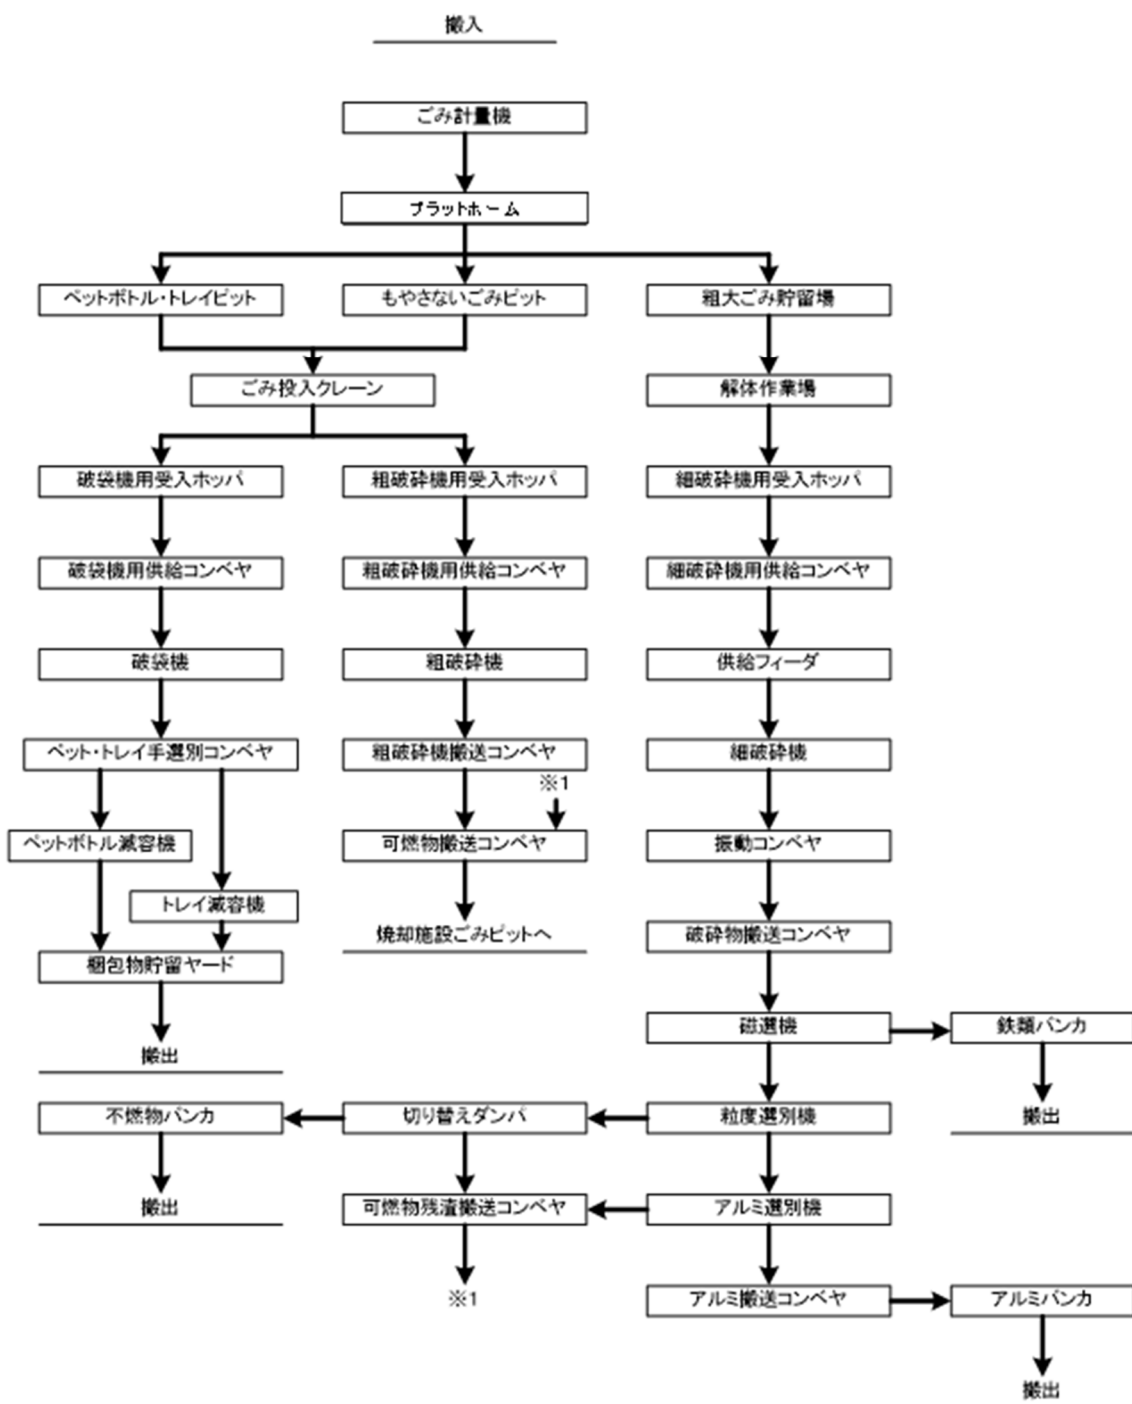 搬入
ごみ計量機
プラットホーム
ペットボトル・トレイピット
もやさないごみピット
粗大ごみ貯留場
ごみ投入クレーン
解体作業場
破袋機用受入ホッパ
粗破砕機用受入ホッパ
細破砕機用受入ホッパ
破袋機用供給コンベヤ
粗破砕機用供給コンベヤ
細破砕機用供給コンベヤ
破袋機
粗破砕機
供給フィーダ
ペット・トレイ手選別コンベヤ
粗破砕機搬送コンベヤ
細破砕機
※1
ペットボトル減容機
可燃物搬送コンベヤ
振動コンベヤ
トレイ減容機
焼却施設ごみピットへ
破砕物搬送コンベヤ
梱包物貯留ヤード
磁選機
鉄類バンカ
搬出
不燃物バンカ
切り替えダンパ
粒度選別機
搬出
搬出
可燃物残渣搬送コンベヤ
アルミ選別機
※1
アルミ搬送コンベヤ
アルミバンカ
搬出